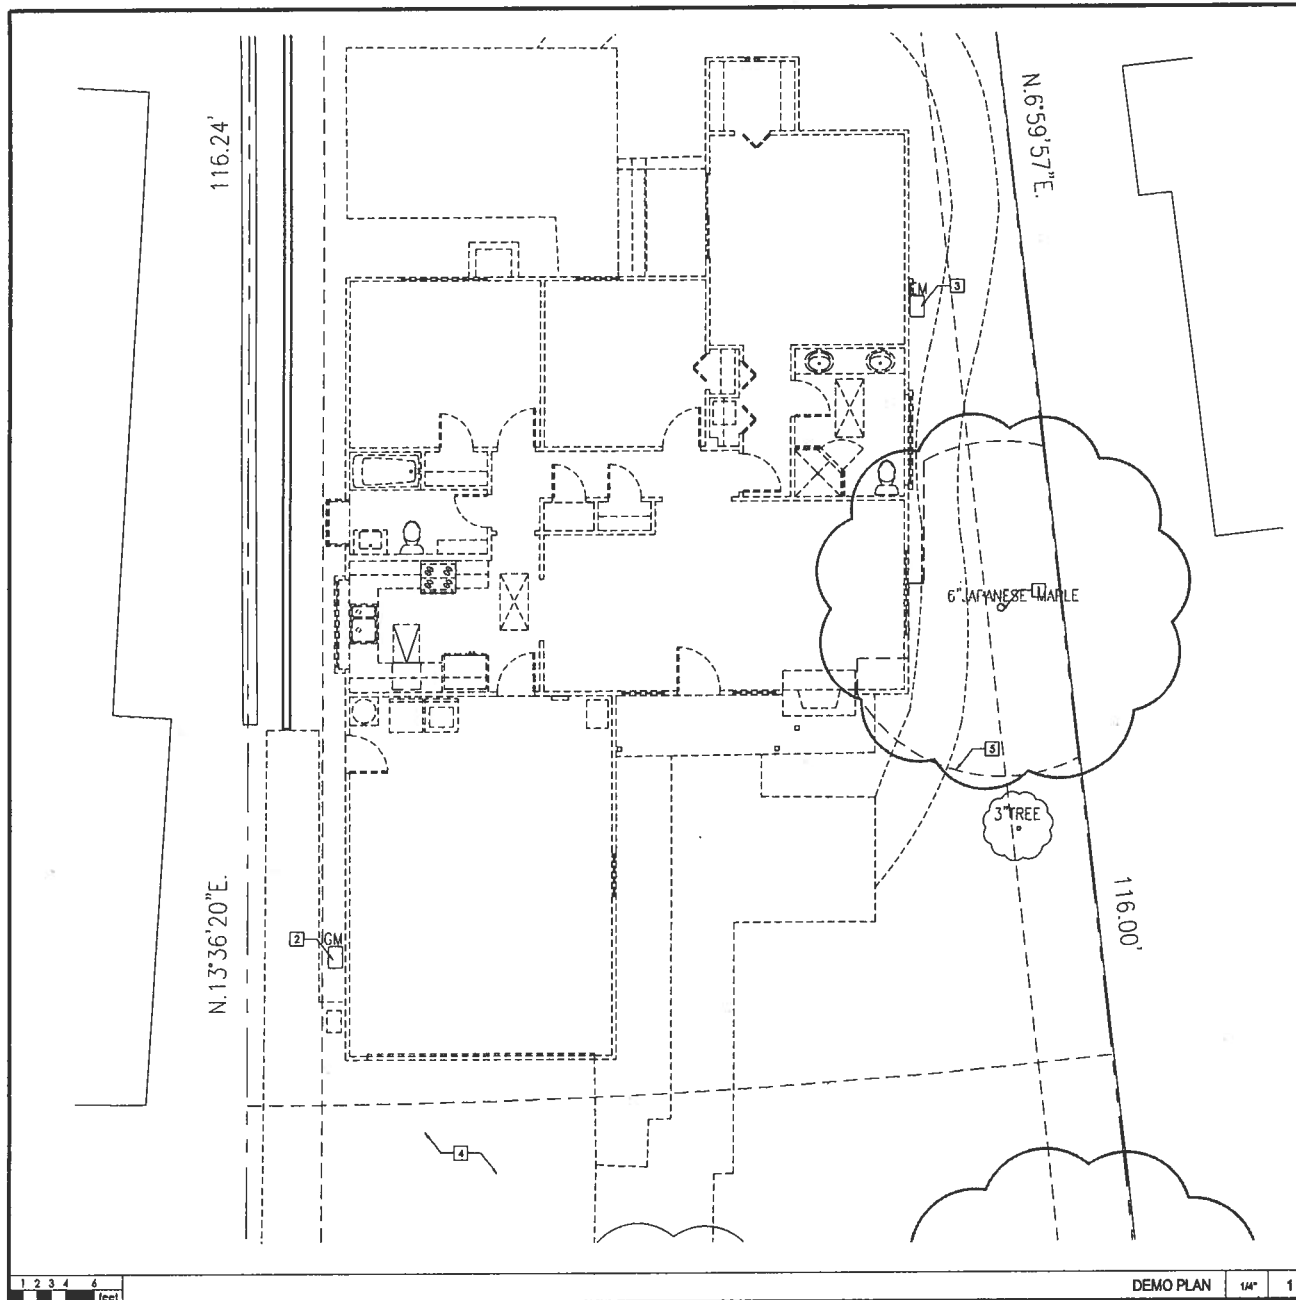 116.24'
N.6°59'57"E.
EM
3
6" JAPANESE MAPLE
1
5
3"TREE
N.13°36'20"E.
116.00'
2
GM
4
1 2 3 4 6
feet
DEMO PLAN 1/4" 1